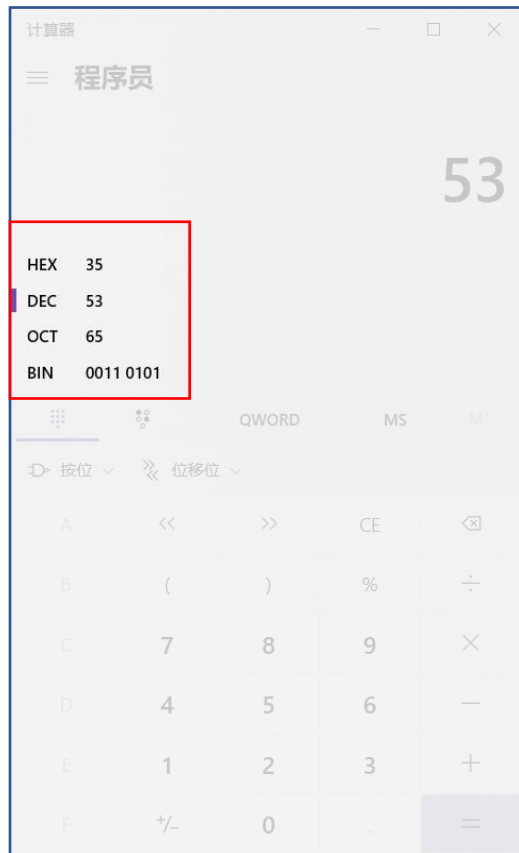 计算器
程序员
53
HEX 35
DEC 53
OCT 65
BIN 0011 0101
QWORD MS M˅
按位 位移位
A << >> CE
B ( ) % ÷
C 7 8 9 ×
D 4 5 6 −
E 1 2 3 +
F +/− 0 . =